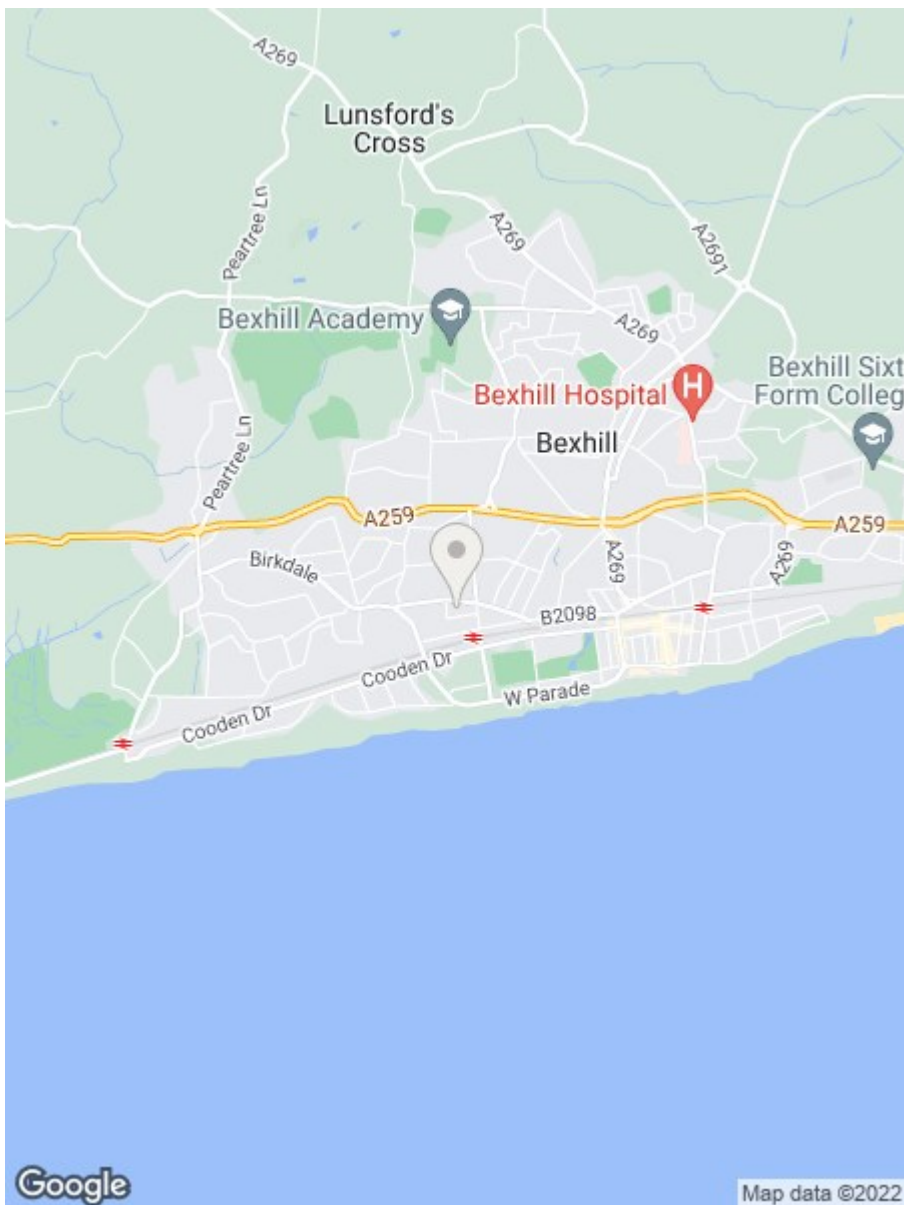 A269
Lunsford's
Cross
Peartree Ln
A269
A2691
Bexhill Academy
A269
Bexhill Sixt
Form Colleg
Bexhill Hospital
H
Bexhill
Peartree Ln
A259
A259
Birkdale
A269
A269
B2098
Cooden Dr
W Parade
Cooden Dr
Google
Map data ©2022